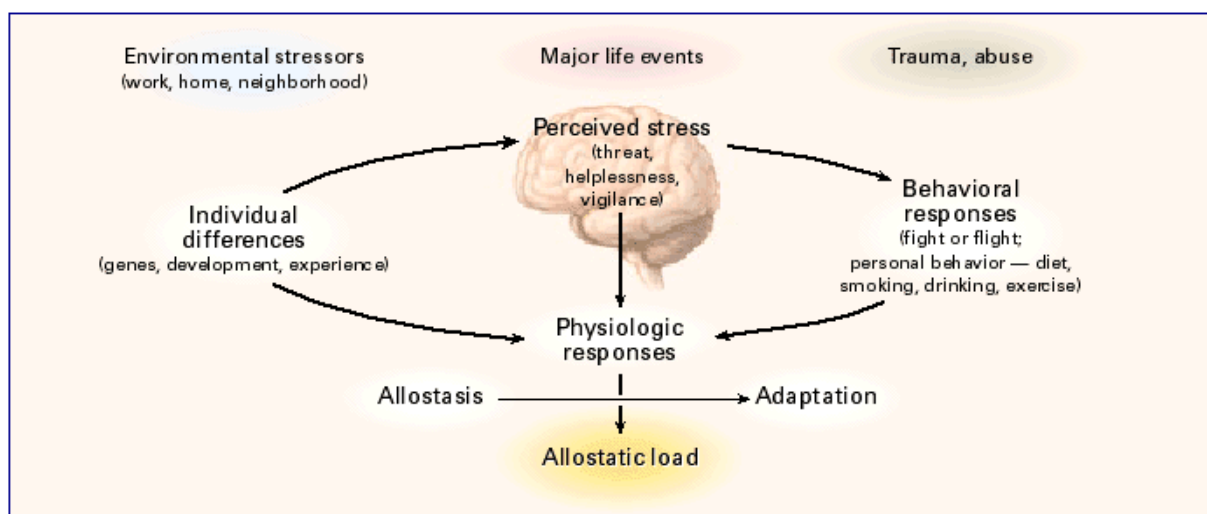 Environmental stressors
(work, home, neighborhood)
Major life events
Trauma, abuse
Perceived stress
(threat,
helplessness,
vigilance)
Individual
differences
(genes, development, experience)
Behavioral
responses
(fight or flight;
personal behavior — diet,
smoking, drinking, exercise)
Physiologic
responses
Allostasis
Adaptation
Allostatic load